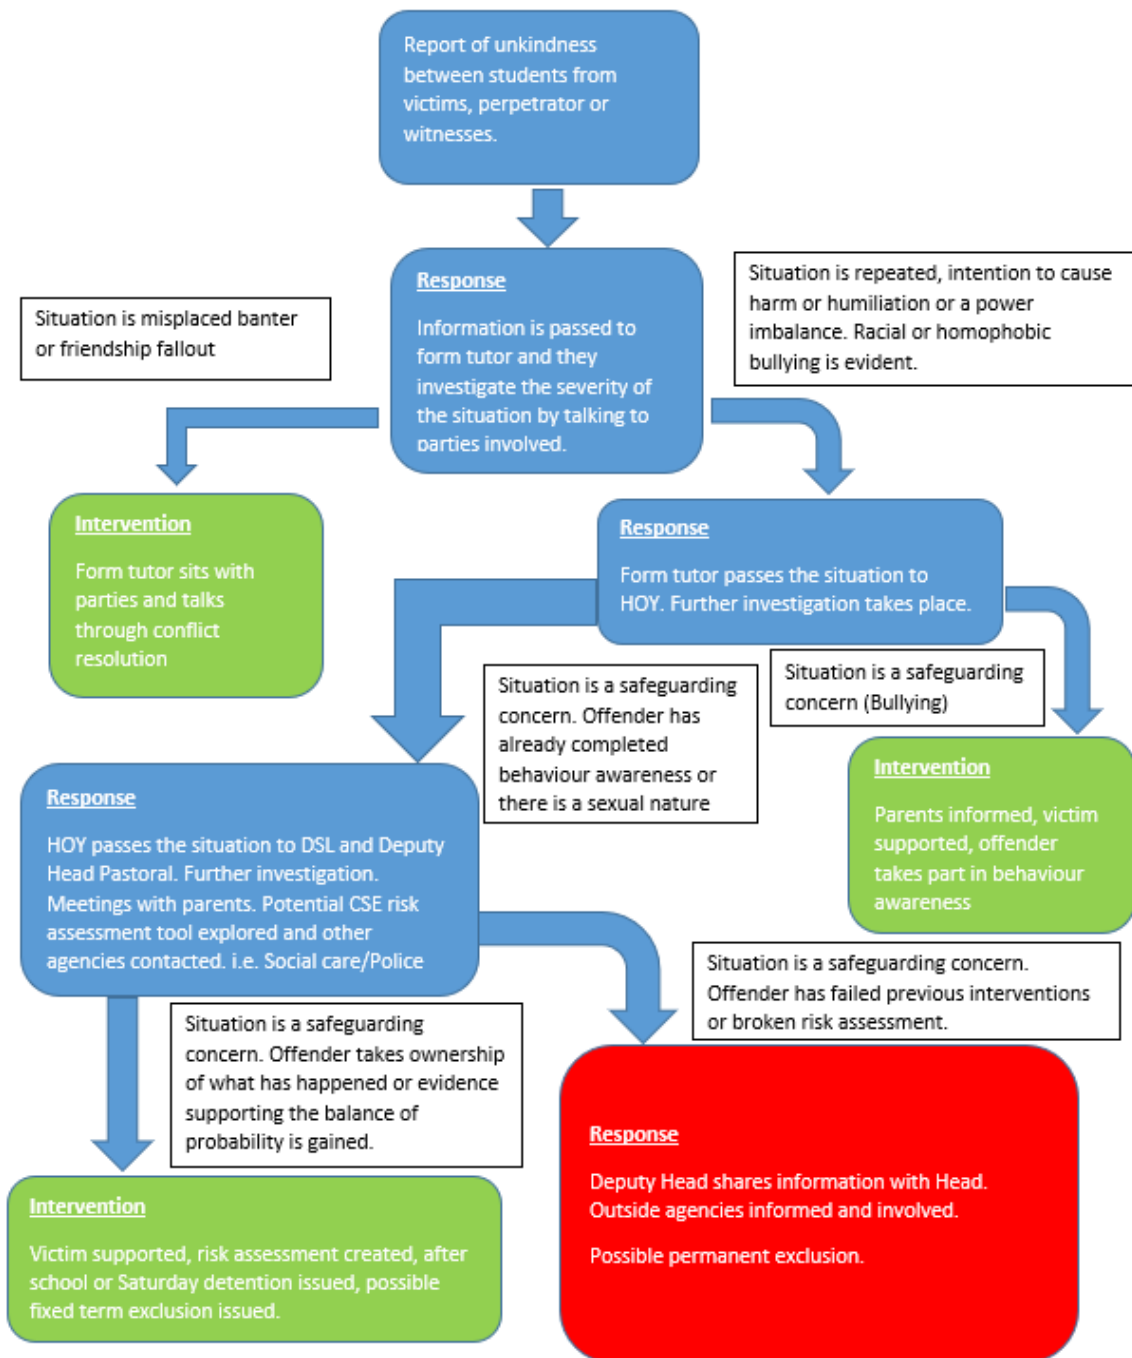 Report of unkindness
between students from
victims, perpetrator or
witnesses.
Response
Information is passed to
form tutor and they
investigate the severity of
the situation by talking to
parties involved.
Situation is misplaced banter
or friendship fallout
Situation is repeated, intention to cause
harm or humiliation or a power
imbalance. Racial or homophobic
bullying is evident.
Intervention
Form tutor sits with
parties and talks
through conflict
resolution
Response
Form tutor passes the situation to
HOY. Further investigation takes place.
Situation is a safeguarding
concern. Offender has
already completed
behaviour awareness or
there is a sexual nature
Situation is a safeguarding
concern (Bullying)
Intervention
Parents informed, victim
supported, offender
takes part in behaviour
awareness
Response
HOY passes the situation to DSL and Deputy
Head Pastoral. Further investigation.
Meetings with parents. Potential CSE risk
assessment tool explored and other
agencies contacted. i.e. Social care/Police
Situation is a safeguarding concern.
Offender has failed previous interventions
or broken risk assessment.
Situation is a safeguarding
concern. Offender takes ownership
of what has happened or evidence
supporting the balance of
probability is gained.
Response
Deputy Head shares information with Head.
Outside agencies informed and involved.
Possible permanent exclusion.
Intervention
Victim supported, risk assessment created, after
school or Saturday detention issued, possible
fixed term exclusion issued.